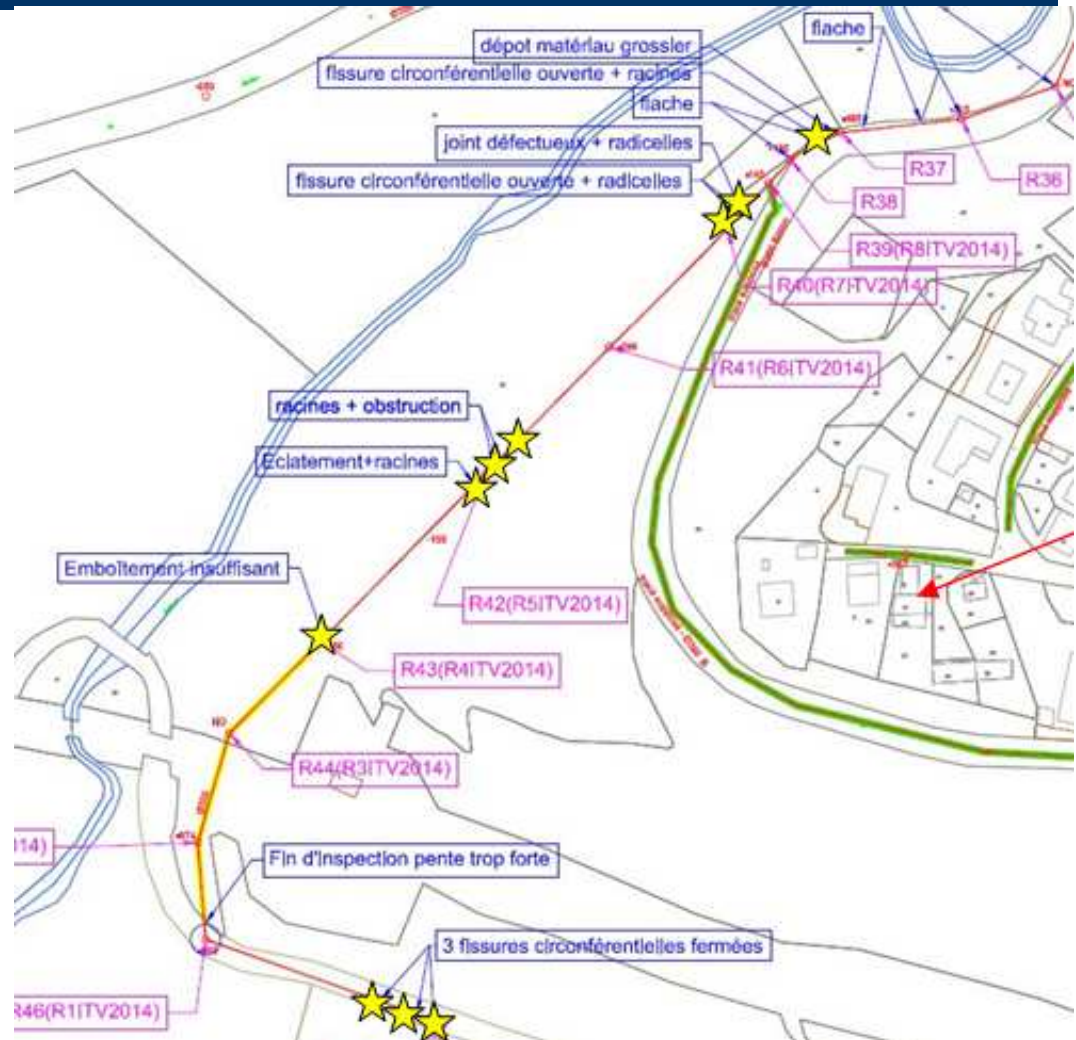 flache
dépot matériau grossier
fissure circonférentielle ouverte + racines
flache
joint défectueux + radicelles
fissure circonférentielle ouverte + radicelles
R37
R36
R38
R39(R8ITV2014)
R40(R7ITV2014)
R41(R6ITV2014)
racines + obstruction
Eclatement+racines
Emboîtement insuffisant
R42(R5ITV2014)
R43(R4ITV2014)
R44(R3ITV2014)
014)
Fin d'inspection pente trop forte
3 fissures circonférentielles fermées
R46(R1ITV2014)